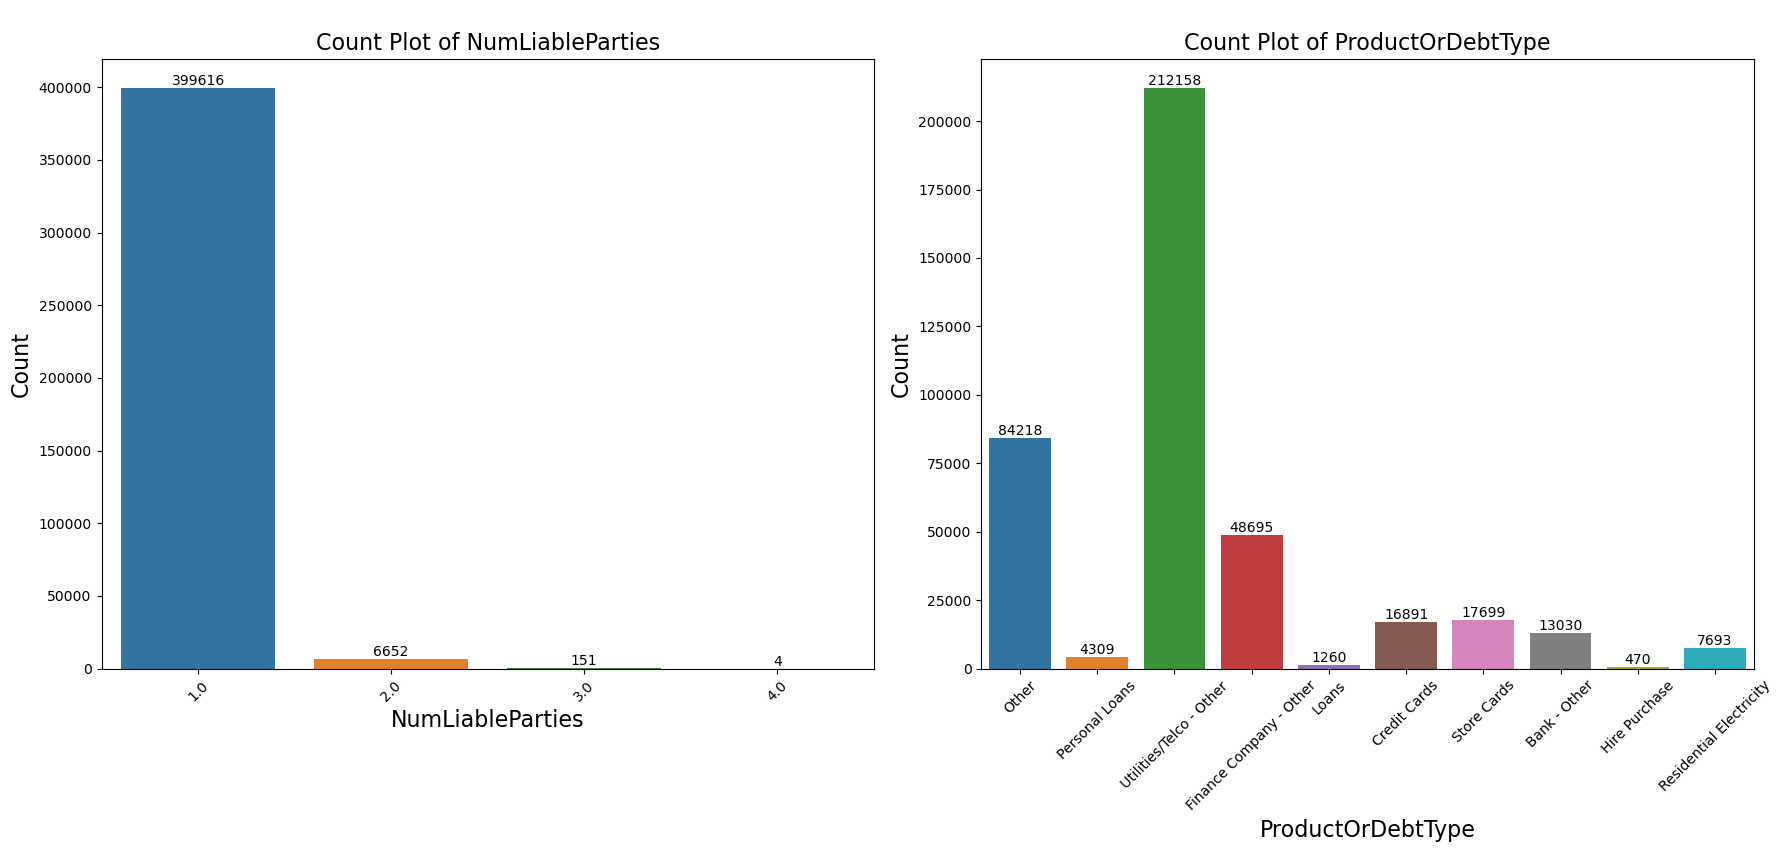 Count Plot of NumLiableParties
399616
6652
151
4
400000
350000
300000
250000
200000
150000
100000
50000
0
Count
1.0
2.0
3.0
4.0
NumLiableParties
Count Plot of ProductOrDebtType
212158
84218
4309
48695
1260
16891
17699
13030
470
7693
200000
175000
150000
125000
100000
75000
50000
25000
0
Count
Other
Personal Loans
Utilities/Telco - Other
Finance Company - Other
Loans
Credit Cards
Store Cards
Bank - Other
Hire Purchase
Residential Electricity
ProductOrDebtType